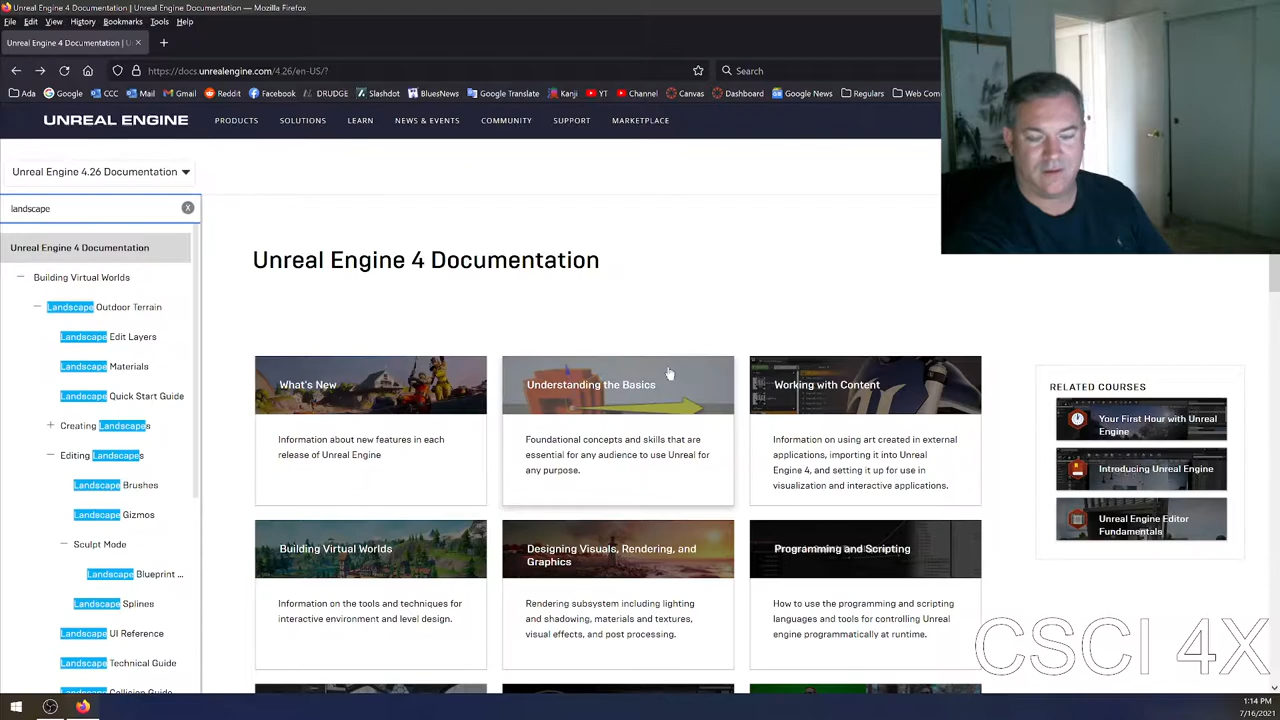 Unreal Engine 4 Documentation | Unreal Engine Documentation — Mozilla Firefox
File Edit View History Bookmarks Tools Help
Unreal Engine 4 Documentation | U
https://docs.unrealengine.com/4.26/en-US/?
Search
Ada Google CCC Mail Gmail Reddit Facebook DRUDGE Slashdot BluesNews Google Translate Kanji YT Channel Canvas Dashboard Google News Regulars Web Com
UNREAL ENGINE PRODUCTS SOLUTIONS LEARN NEWS & EVENTS COMMUNITY SUPPORT MARKETPLACE
Unreal Engine 4.26 Documentation
landscape
X
Unreal Engine 4 Documentation
Building Virtual Worlds
Landscape Outdoor Terrain
Landscape Edit Layers
Landscape Materials
Landscape Quick Start Guide
Creating Landscapes
Editing Landscapes
Landscape Brushes
Landscape Gizmos
Sculpt Mode
Landscape Blueprint ...
Landscape Splines
Landscape UI Reference
Landscape Technical Guide
Landscape Collision Guide
Unreal Engine 4 Documentation
What's New
Information about new features in each
release of Unreal Engine
Understanding the Basics
Foundational concepts and skills that are
essential for any audience to use Unreal for
any purpose.
Working with Content
Information on using art created in external
applications, importing it into Unreal
Engine 4, and setting it up for use in
visualization and interactive applications.
Building Virtual Worlds
Information on the tools and techniques for
interactive environment and level design.
Designing Visuals, Rendering, and
Graphics
Rendering subsystem including lighting
and shadowing, materials and textures,
visual effects, and post processing.
Programming and Scripting
How to use the programming and scripting
languages and tools for controlling Unreal
engine programmatically at runtime.
RELATED COURSES
Your First Hour with Unreal
Engine
Introducing Unreal Engine
Unreal Engine Editor
Fundamentals
CSCI 4X
1:14 PM
7/16/2021